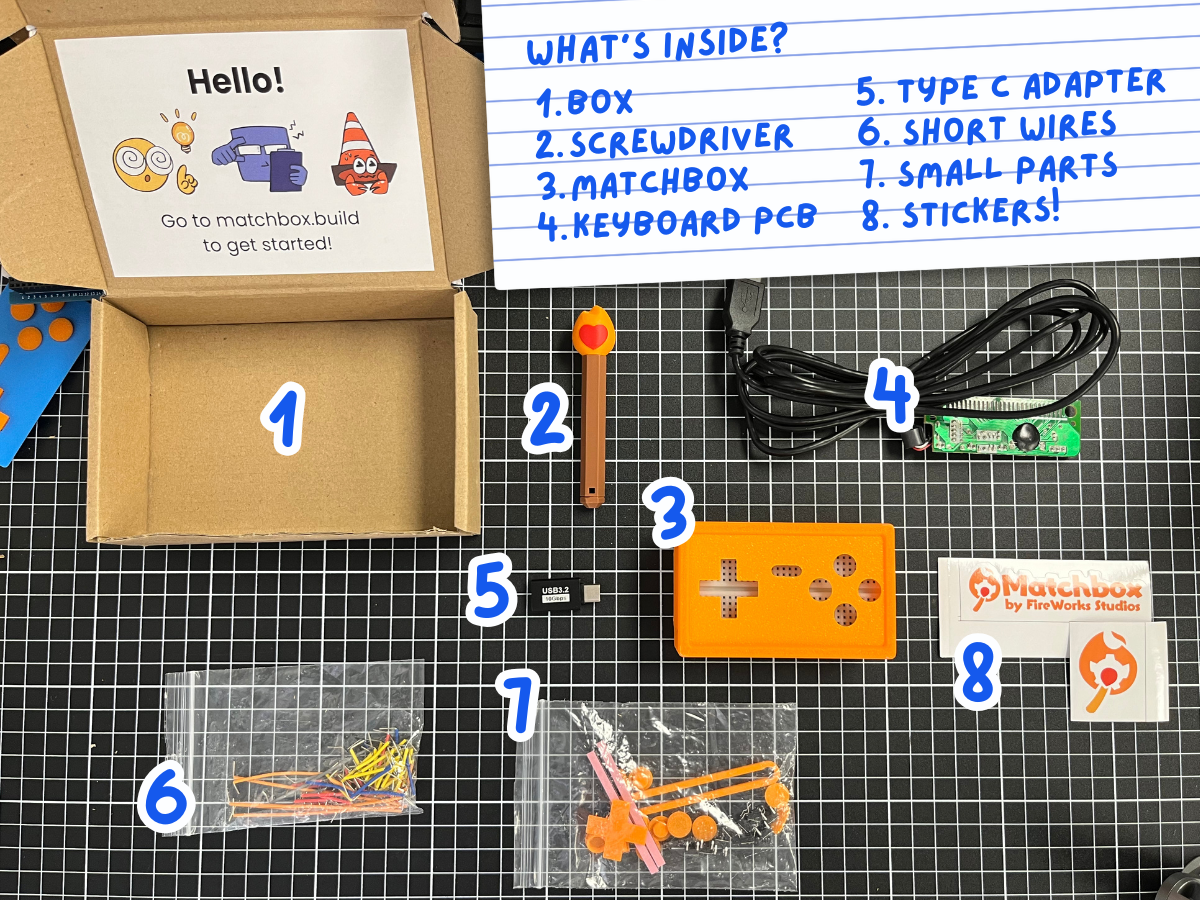 Hello!
Go to matchbox.build
to get started!
WHAT'S INSIDE?
1. BOX
2. SCREWDRIVER
3. MATCHBOX
4. KEYBOARD PCB
5. TYPE C ADAPTER
6. SHORT WIRES
7. SMALL PARTS
8. STICKERS!
1
2
3
4
5
USB3.2
10Gbps
Matchbox
by FireWorks Studios
6
7
8